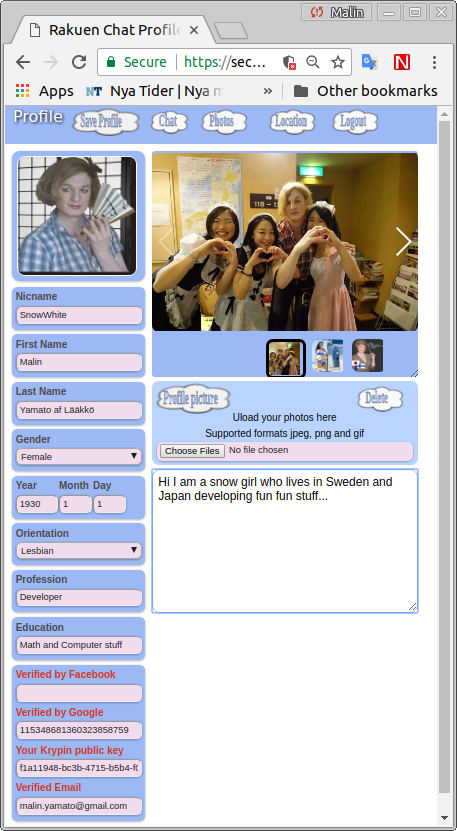 Malin
Rakuen Chat Profile
Secure https://sec...
Apps
Nya Tider | Nya
»
Other bookmarks
Profile
Save Profile
Chat
Photos
Location
Logout
Nicname
SnowWhite
First Name
Malin
Last Name
Yamato af Lääkkö
Gender
Female
Year Month Day
1930 1 1
Orientation
Lesbian
Profession
Developer
Education
Math and Computer stuff
Verified by Facebook
Verified by Google
115348681360323858759
Your Krypin public key
f1a11948-bc3b-4715-b5b4-f0
Verified Email
malin.yamato@gmail.com
Profile picture
Delete
Uload your photos here
Supported formats jpeg, png and gif
Choose Files No file chosen
Hi I am a snow girl who lives in Sweden and
Japan developing fun fun stuff...